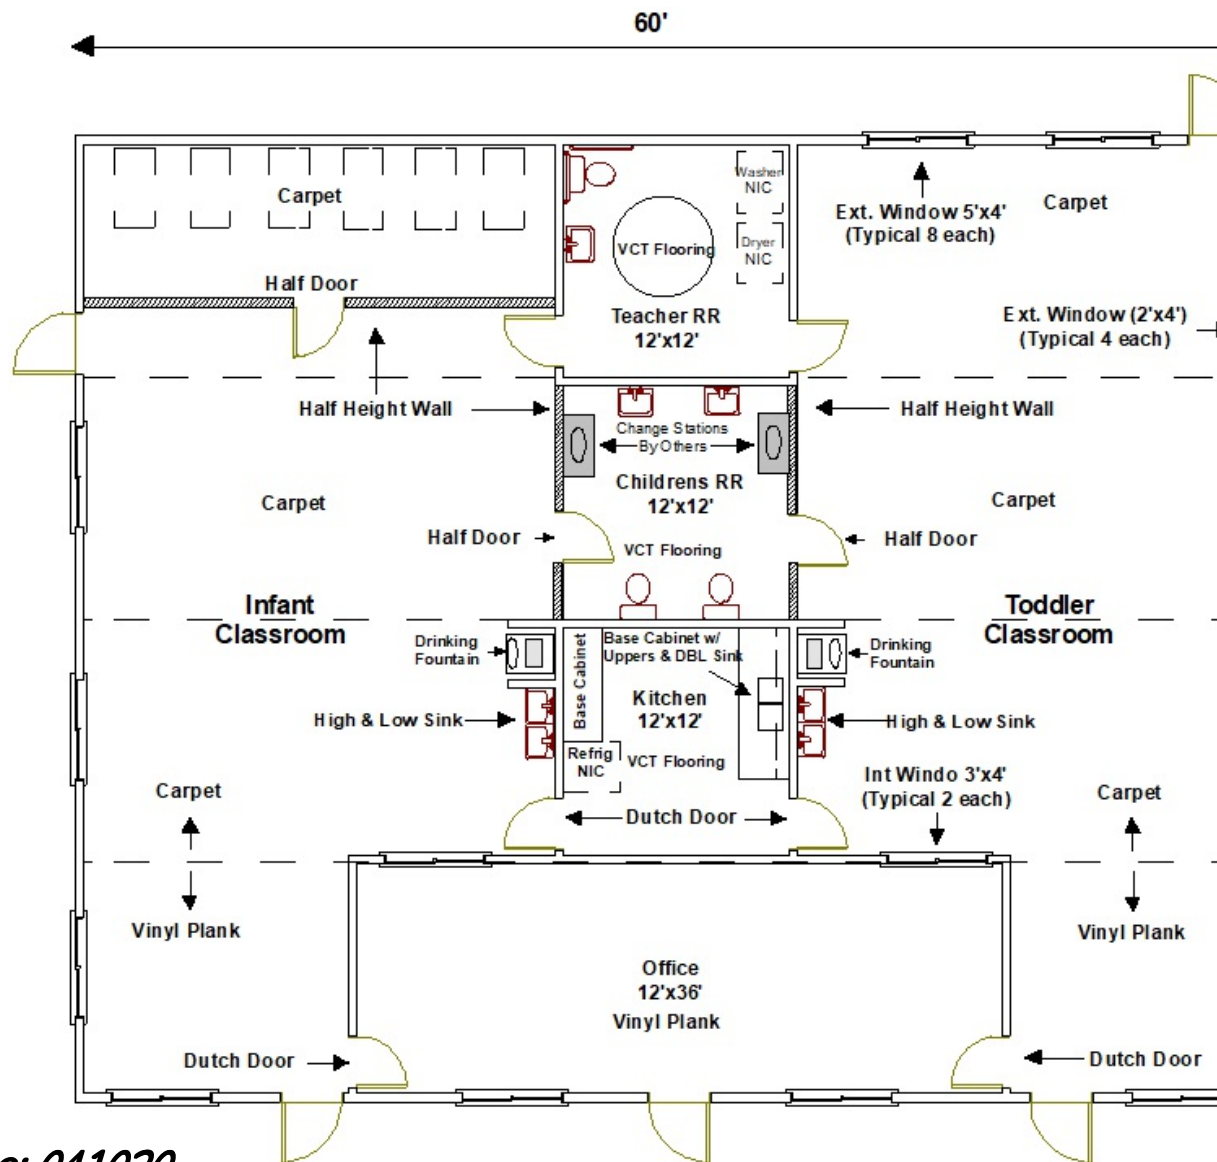 60'
Carpet
Washer
NIC
VCT Flooring
Dryer
NIC
Ext. Window 5'x4'
(Typical 8 each)
Carpet
Half Door
Teacher RR
12'x12'
Ext. Window (2'x4')
(Typical 4 each)
Half Height Wall
Half Height Wall
Change Stations
By Others
Childrens RR
12'x12'
Carpet
Carpet
Half Door
VCT Flooring
Half Door
Infant
Classroom
Toddler
Classroom
Drinking
Fountain
Base Cabinet
Base Cabinet w/
Uppers & DBL Sink
Drinking
Fountain
High & Low Sink
Kitchen
12'x12'
High & Low Sink
Refrig
NIC
VCT Flooring
Int Windo 3'x4'
(Typical 2 each)
Carpet
Carpet
Dutch Door
Vinyl Plank
Vinyl Plank
Office
12'x36'
Vinyl Plank
Dutch Door
Dutch Door